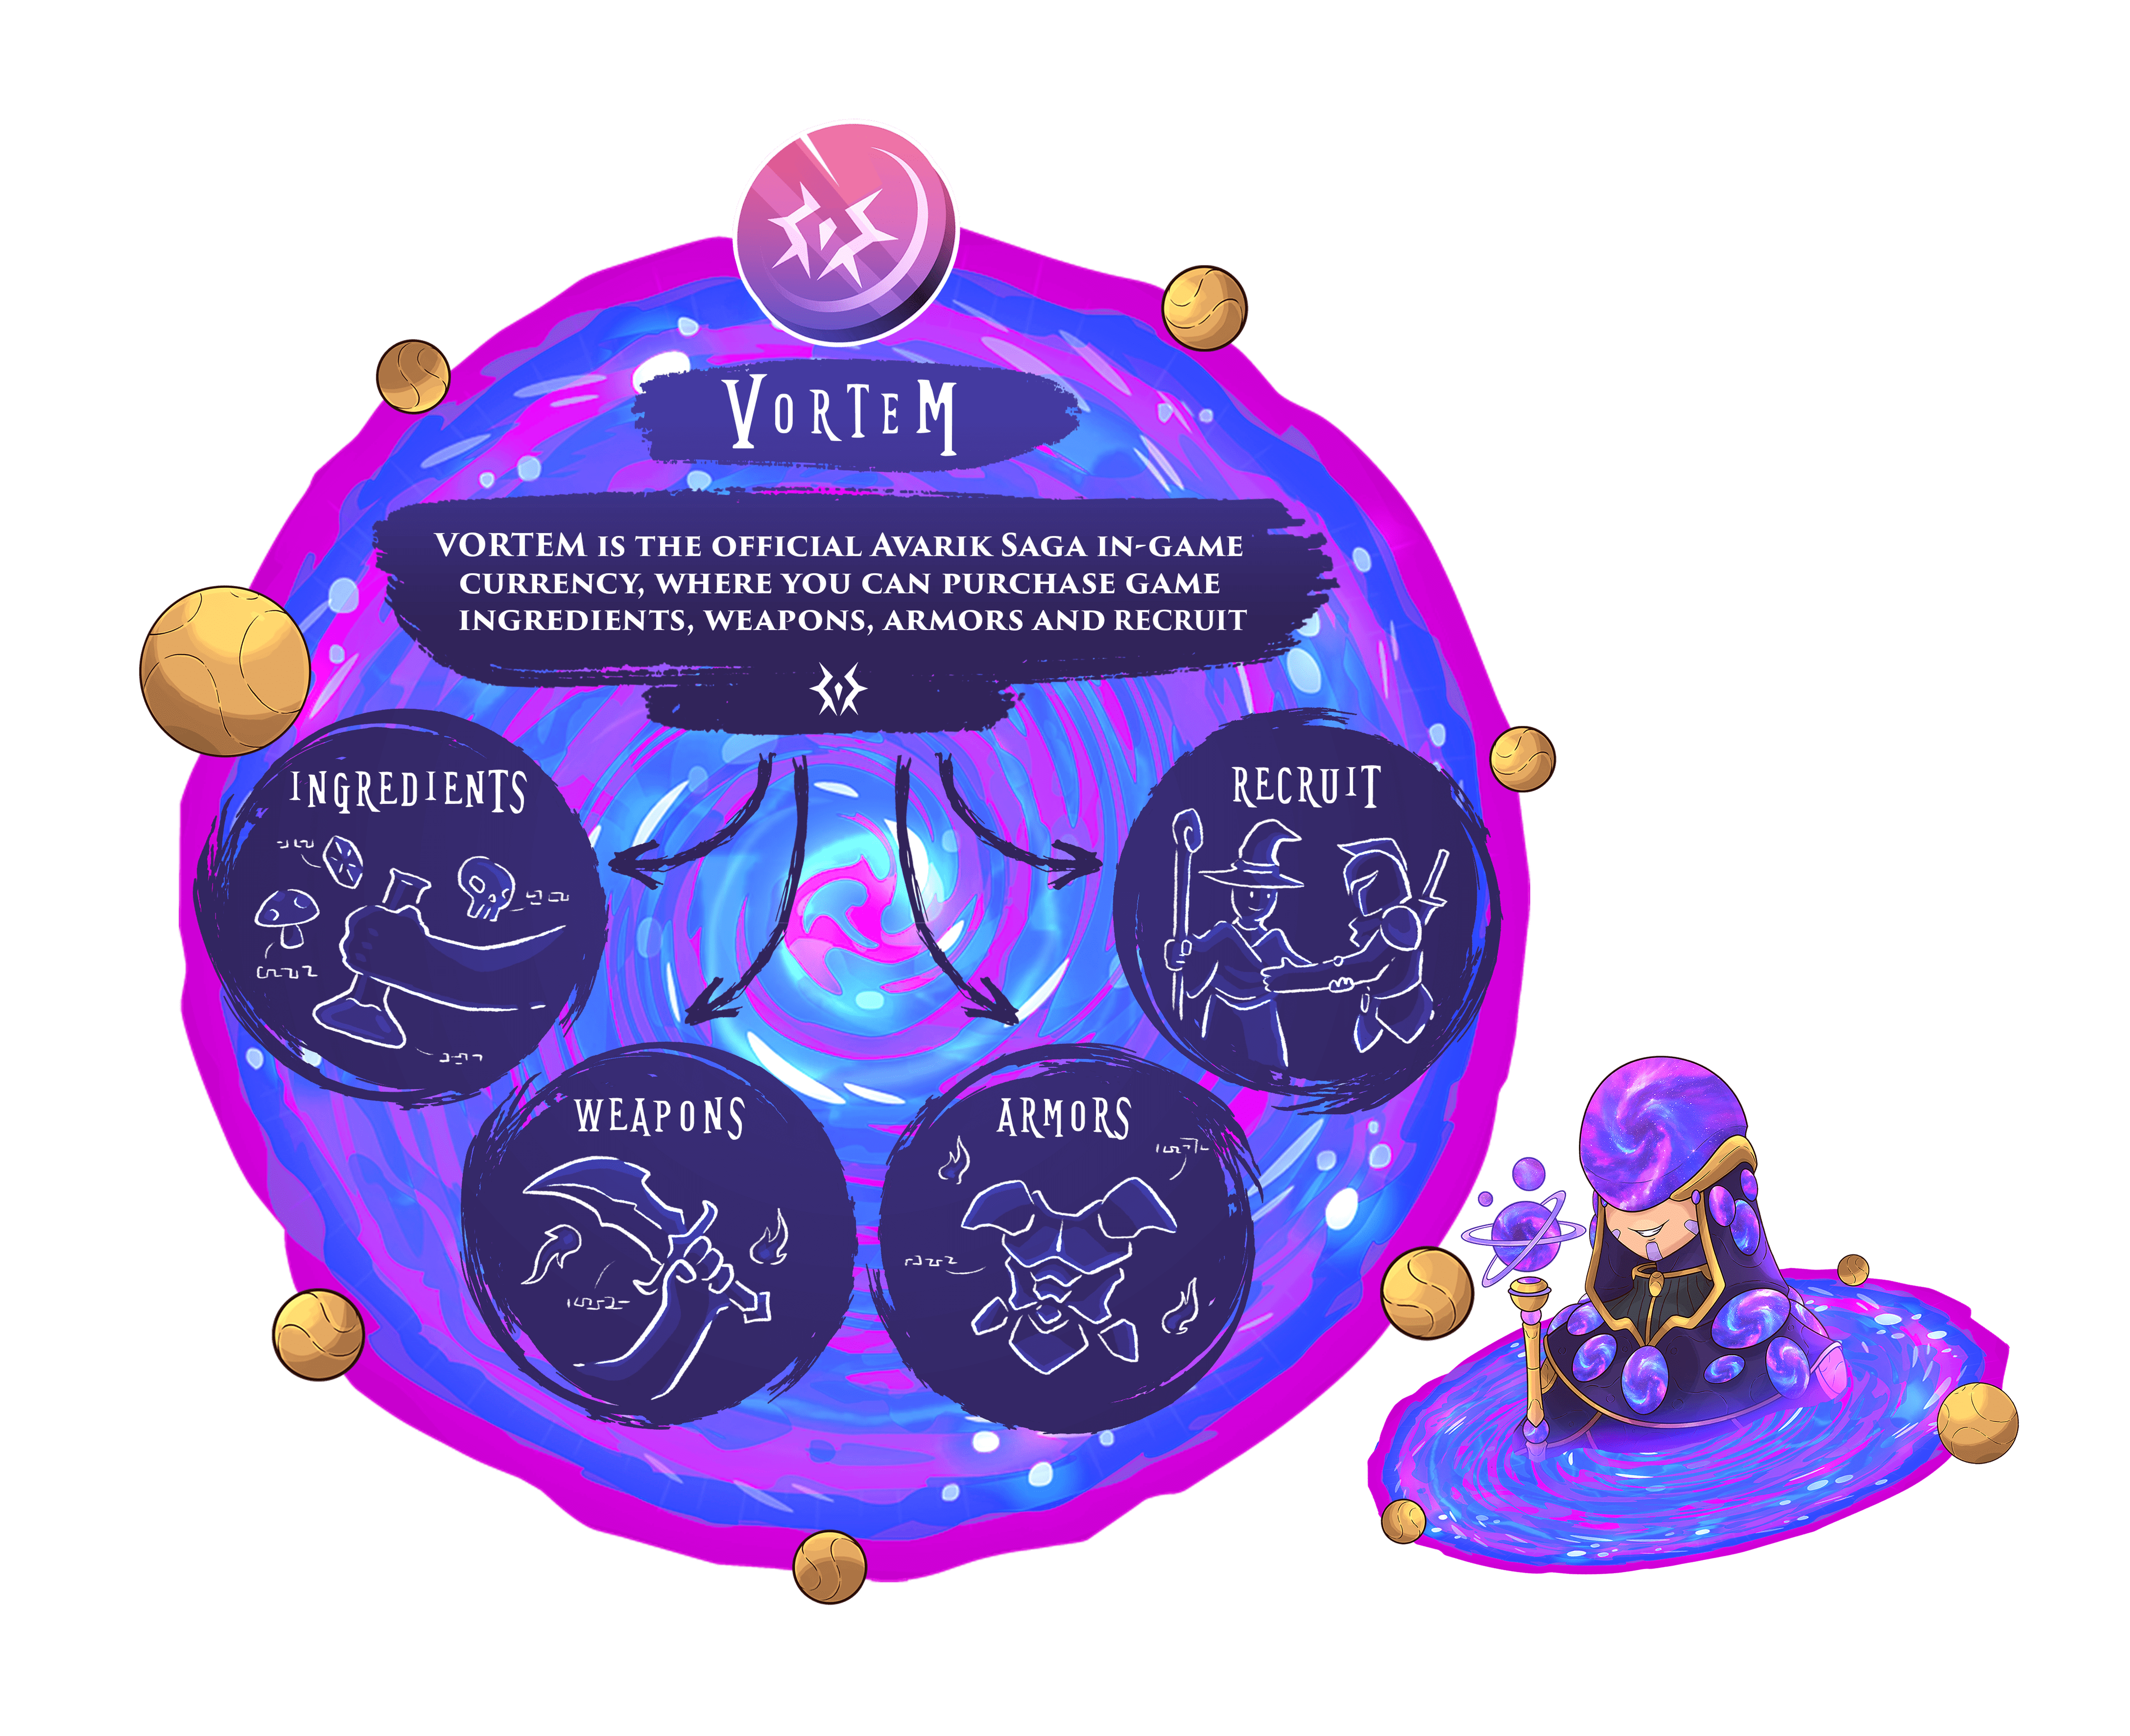 VORTEM
VORTEM IS THE OFFICIAL AVARIK SAGA IN-GAME
CURRENCY, WHERE YOU CAN PURCHASE GAME
INGREDIENTS, WEAPONS, ARMORS AND RECRUIT
INGREDIENTS
RECRUIT
WEAPONS
ARMORS